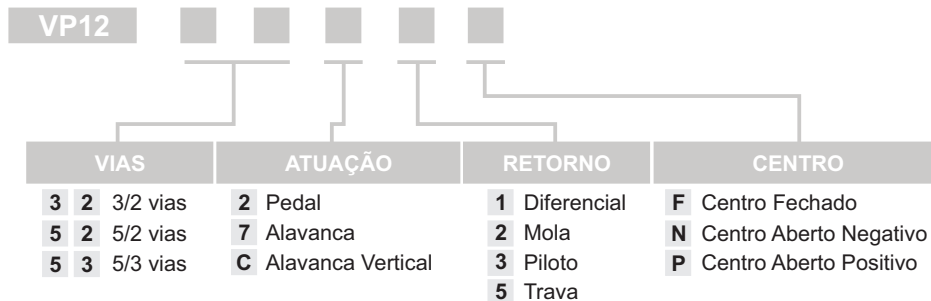 VP12
VIAS ATUAÇÃO RETORNO CENTRO
3 2 3/2 vias 2 Pedal 1 Diferencial F Centro Fechado
5 2 5/2 vias 7 Alavanca 2 Mola N Centro Aberto Negativo
5 3 5/3 vias C Alavanca Vertical 3 Piloto P Centro Aberto Positivo
5 Trava